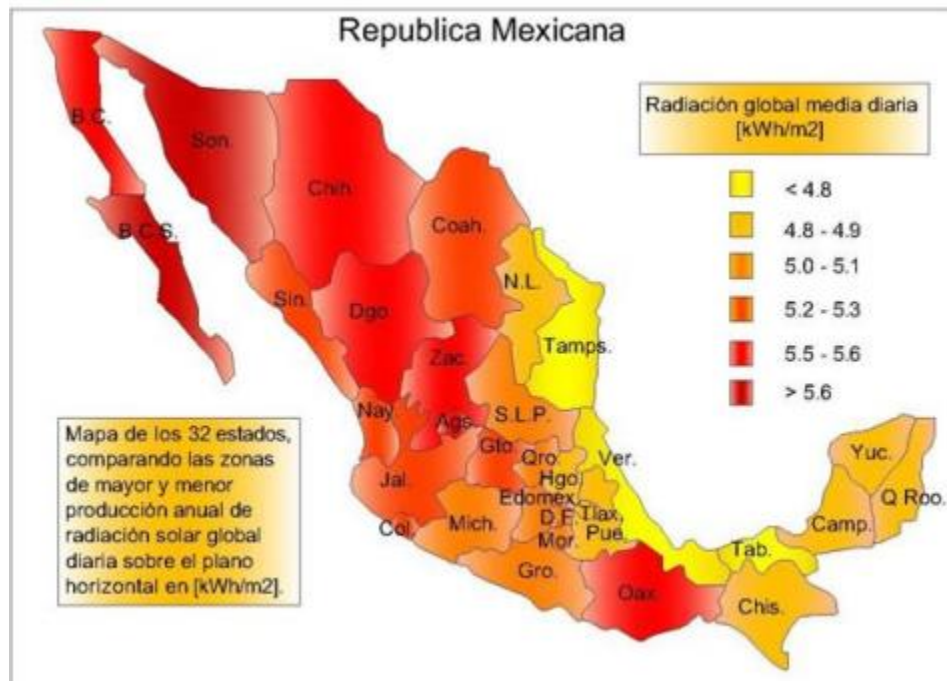 Republica Mexicana
Radiación global media diaria
[kWh/m2]
< 4.8
4.8 - 4.9
5.0 - 5.1
5.2 - 5.3
5.5 - 5.6
> 5.6
B.C.
Son.
Chih.
B.C.S.
Coah.
Sin.
N.L.
Dgo.
Tamps.
Zac.
Nay
Ags.
S.L.P.
Gto.
Qro.
Ver.
Hgo.
Jal.
Edomex.
D.F.
Tlax,
Col.
Mich.
Mor.
Pue.
Gro.
Oax.
Yuc.
Q Roo.
Camp.
Tab.
Chis.
Mapa de los 32 estados,
comparando las zonas
de mayor y menor
producción anual de
radiación solar global
diaria sobre el plano
horizontal en [kWh/m2].